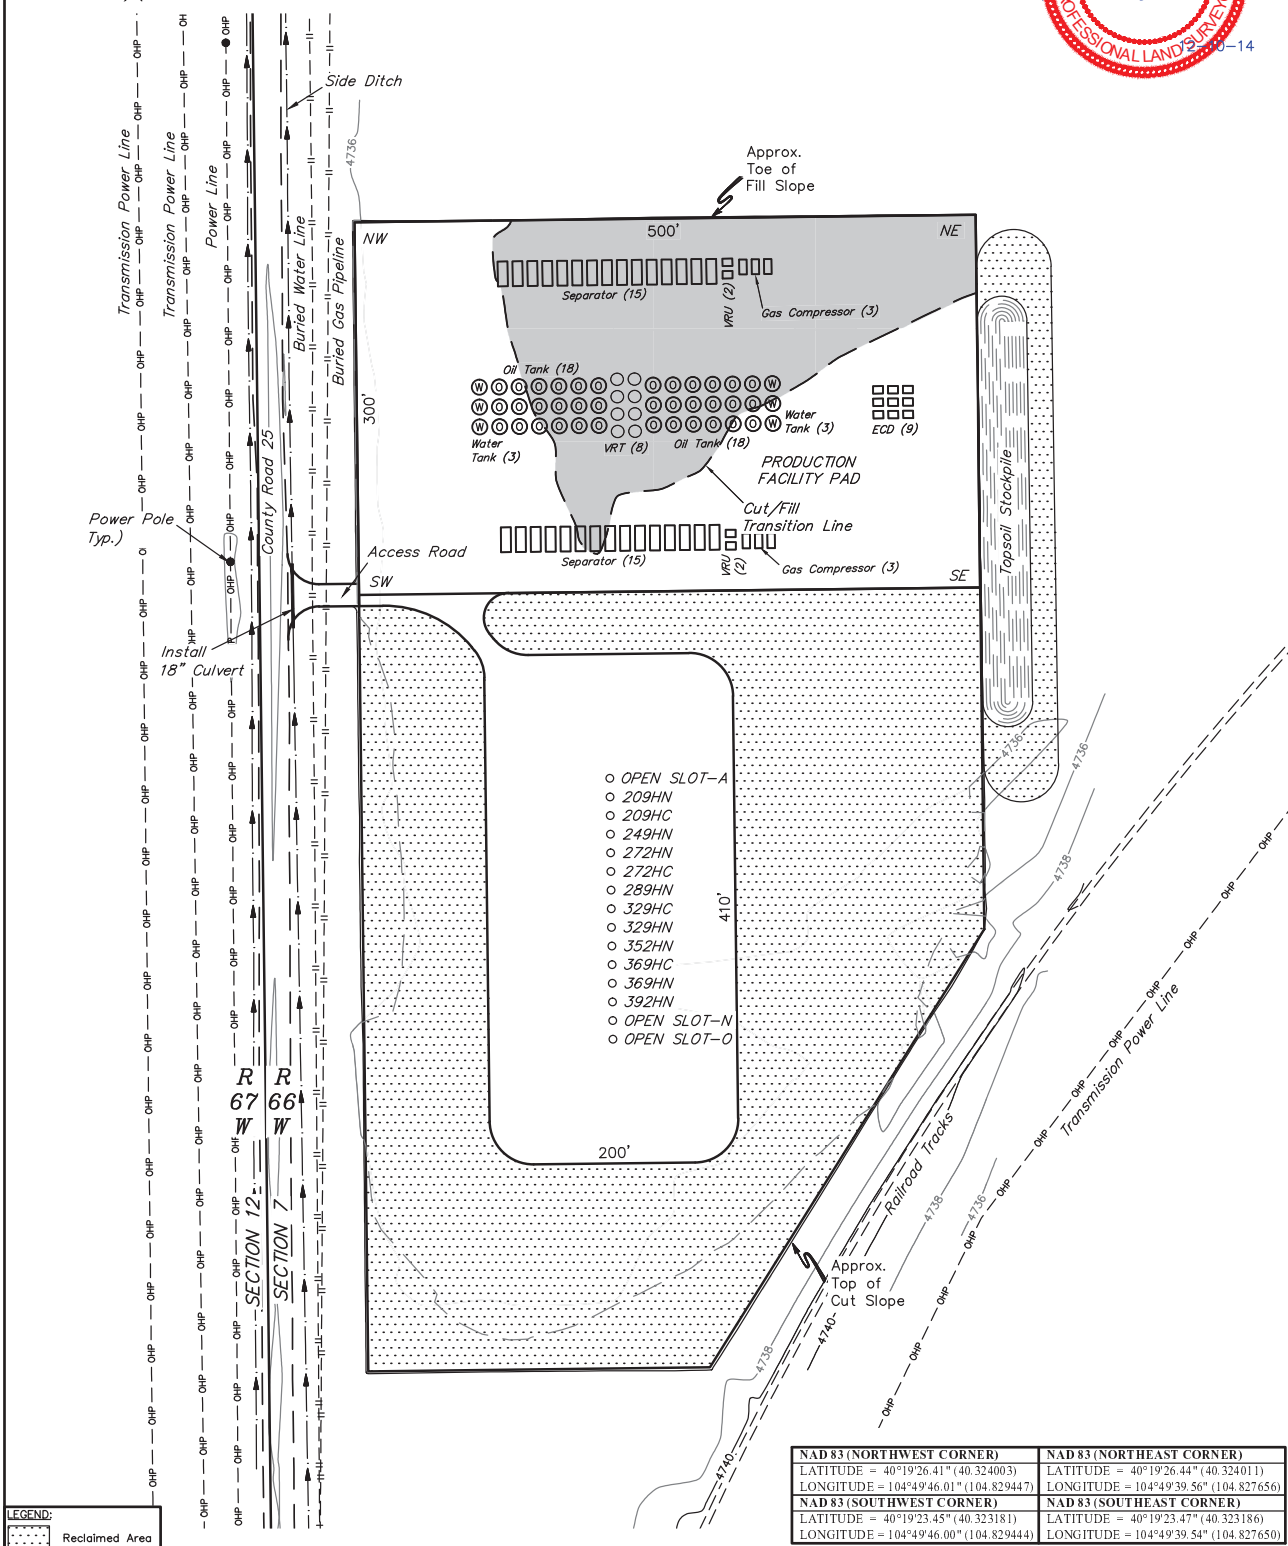 PROFESSIONAL LAND SURVEYOR
Side Ditch
Transmission Power Line
Transmission Power Line
Power Line
Buried Water Line
Buried Gas Pipeline
4736
Approx.
Toe of
Fill Slope
NW
500'
NE
Separator (15)
VRU (2)
Gas Compressor (3)
300'
Oil Tank (18)
Water
Tank (3)
VRT (8)
Oil Tank (18)
Water
Tank (3)
ECD (9)
PRODUCTION
FACILITY PAD
Cut/Fill
Transition Line
Topsoil Stockpile
County Road 25
Power Pole
Typ.)
Access Road
SW
Separator (15)
VRU
(2)
Gas Compressor (3)
SE
Install
18" Culvert
OPEN SLOT-A
209HN
209HC
249HN
272HN
272HC
289HN
329HC
329HN
352HN
369HC
369HN
392HN
OPEN SLOT-N
OPEN SLOT-O
410'
200'
4736
4736
4738
R R
67 66
W W
SECTION 12
SECTION 7
Transmission Power Line
Railroad Tracks
4738
4736
Approx.
Top of
Cut Slope
4740
4738
4740
OHP
NAD 83 (NORTHWEST CORNER)
LATITUDE = 40°19'26.41" (40.324003)
LONGITUDE = 104°49'46.01" (104.829447)
NAD 83 (NORTHEAST CORNER)
LATITUDE = 40°19'26.44" (40.324011)
LONGITUDE = 104°49'39.56" (104.827656)
NAD 83 (SOUTHWEST CORNER)
LATITUDE = 40°19'23.45" (40.323181)
LONGITUDE = 104°49'46.00" (104.829444)
NAD 83 (SOUTHEAST CORNER)
LATITUDE = 40°19'23.47" (40.323186)
LONGITUDE = 104°49'39.54" (104.827650)
LEGEND:
Reclaimed Area